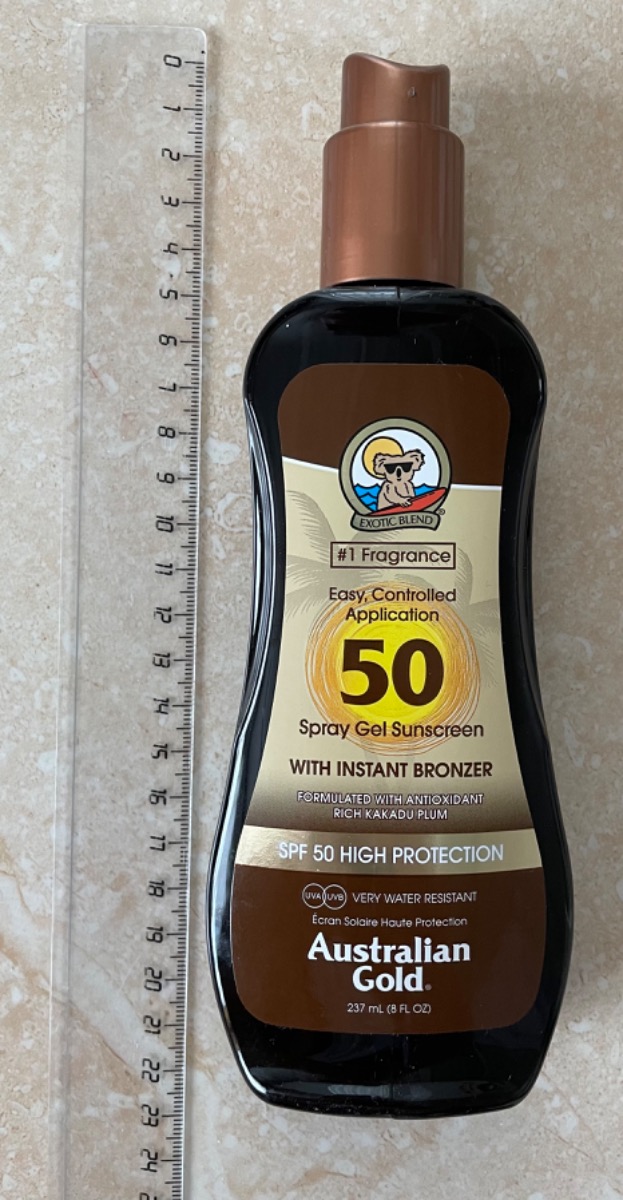 0
1
2
3
4
5
6
7
8
9
10
11
12
13
14
15
16
17
18
19
20
21
22
23
24
EXOTIC BLEND®
#1 Fragrance
Easy, Controlled
Application
50
Spray Gel Sunscreen
WITH INSTANT BRONZER
FORMULATED WITH ANTIOXIDANT
RICH KAKADU PLUM
SPF 50 HIGH PROTECTION
UVA UVB VERY WATER RESISTANT
Écran Solaire Haute Protection
Australian
Gold®
237 mL (8 FL OZ)